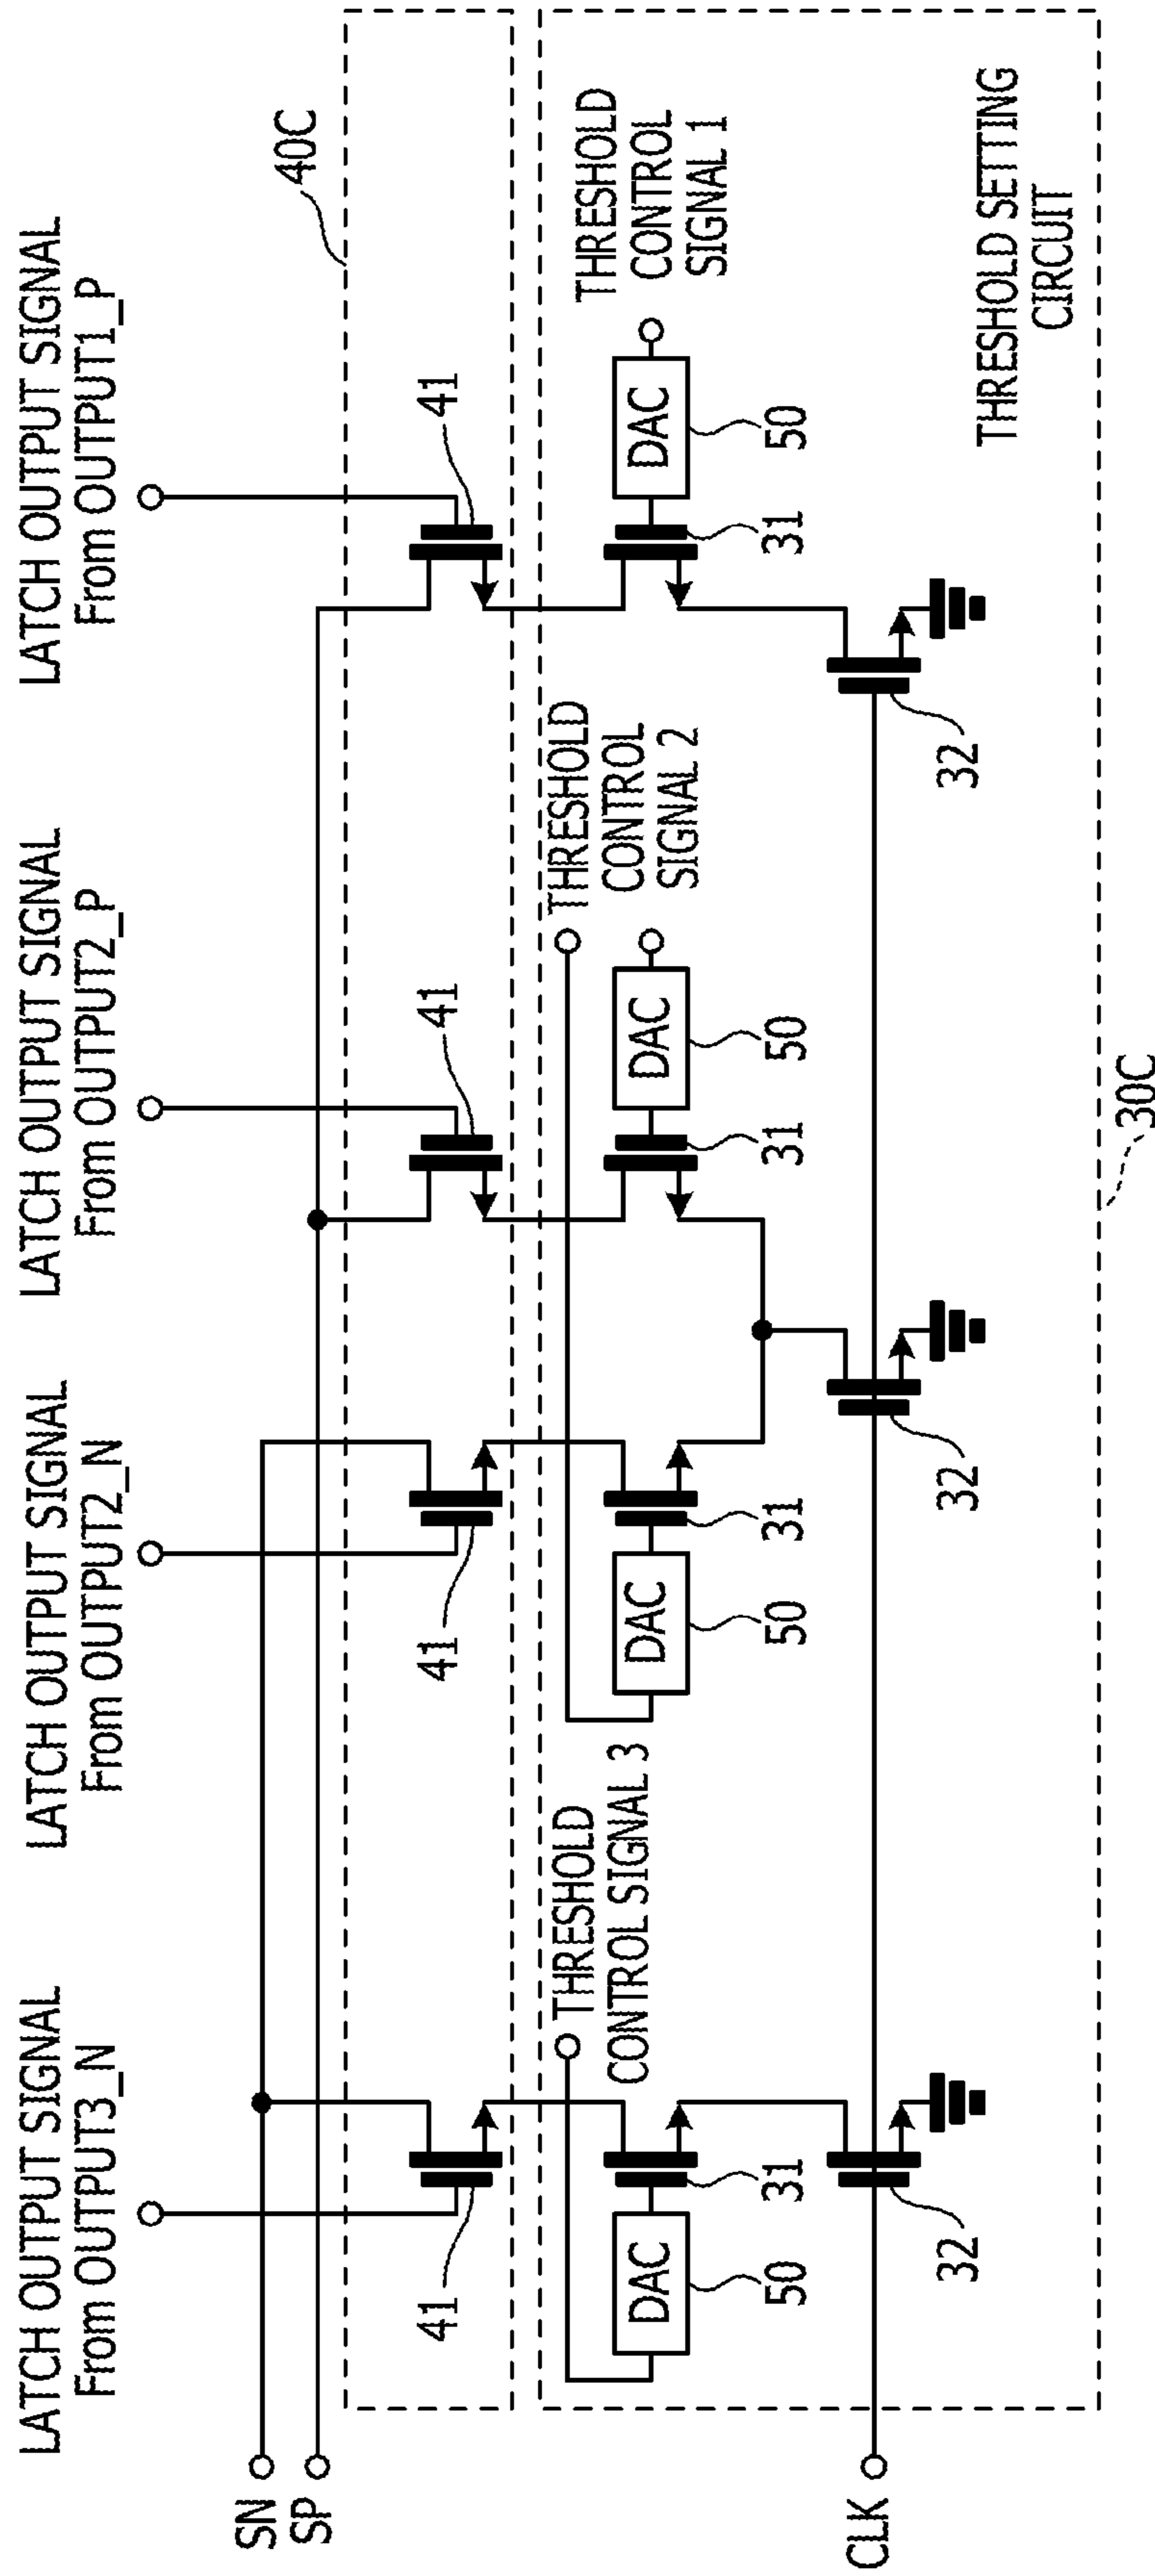 LATCH OUTPUT SIGNAL
From OUTPUT3_N
LATCH OUTPUT SIGNAL
From OUTPUT2_N
LATCH OUTPUT SIGNAL
From OUTPUT2_P
LATCH OUTPUT SIGNAL
From OUTPUT1_P
SN
SP
40C
41
41
41
41
THRESHOLD
CONTROL SIGNAL 3
THRESHOLD
CONTROL
SIGNAL 2
THRESHOLD
CONTROL
SIGNAL 1
DAC
DAC
DAC
DAC
50
31
50
31
31
50
31
50
CLK
32
32
32
THRESHOLD SETTING
CIRCUIT
30C